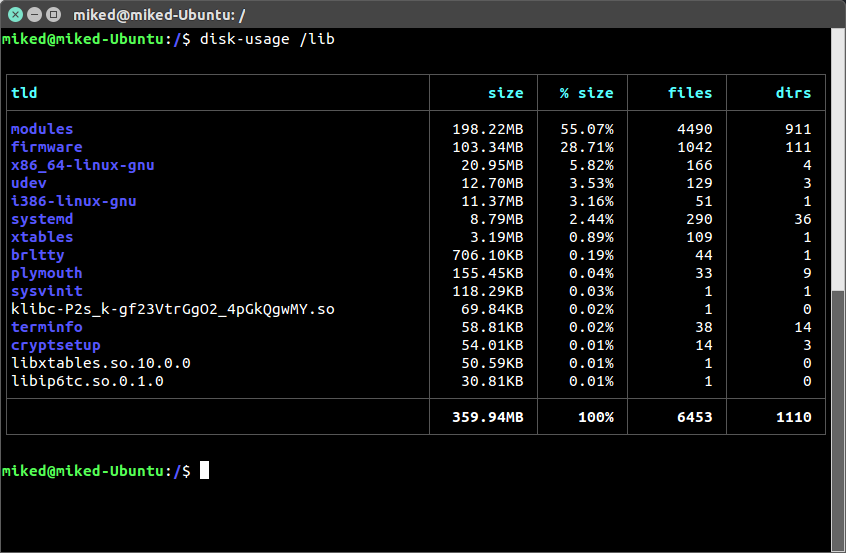 miked@miked-Ubuntu: /
miked@miked-Ubuntu:/$ disk-usage /lib
tld size % size files dirs
modules 198.22MB 55.07% 4490 911
firmware 103.34MB 28.71% 1042 111
x86_64-linux-gnu 20.95MB 5.82% 166 4
udev 12.70MB 3.53% 129 3
i386-linux-gnu 11.37MB 3.16% 51 1
systemd 8.79MB 2.44% 290 36
xtables 3.19MB 0.89% 109 1
brltty 706.10KB 0.19% 44 1
plymouth 155.45KB 0.04% 33 9
sysvinit 118.29KB 0.03% 1 1
klibc-P2s_k-gf23VtrGgO2_4pGkQgwMY.so 69.84KB 0.02% 1 0
terminfo 58.81KB 0.02% 38 14
cryptsetup 54.01KB 0.01% 14 3
libxtables.so.10.0.0 50.59KB 0.01% 1 0
libip6tc.so.0.1.0 30.81KB 0.01% 1 0
359.94MB 100% 6453 1110
miked@miked-Ubuntu:/$